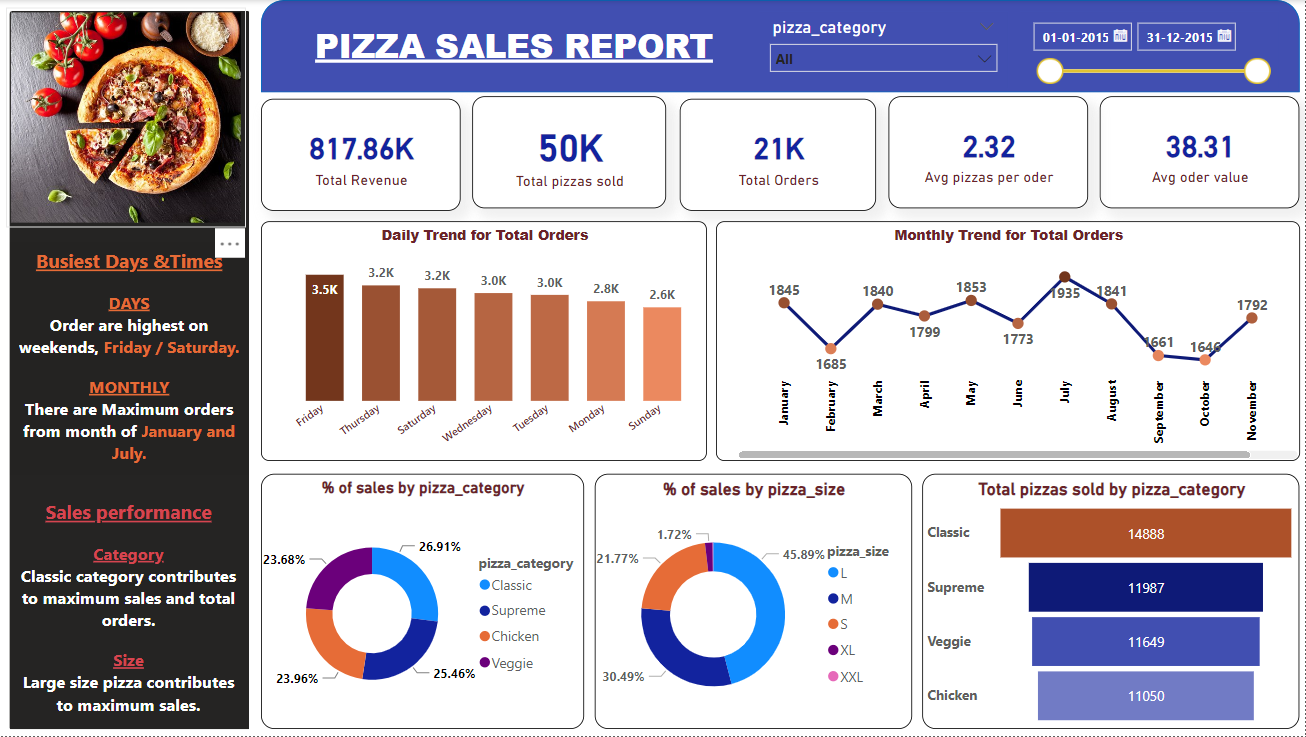 PIZZA SALES REPORT
pizza_category
All
01-01-2015
31-12-2015
817.86K
Total Revenue
50K
Total pizzas sold
21K
Total Orders
2.32
Avg pizzas per oder
38.31
Avg oder value
Busiest Days &Times
DAYS
Order are highest on
weekends, Friday / Saturday.
MONTHLY
There are Maximum orders
from month of January and
July.
Sales performance
Category
Classic category contributes
to maximum sales and total
orders.
Size
Large size pizza contributes
to maximum sales.
Daily Trend for Total Orders
3.5K
3.2K
3.2K
3.0K
3.0K
2.8K
2.6K
Friday
Thursday
Saturday
Wednesday
Tuesday
Monday
Sunday
Monthly Trend for Total Orders
1845
1685
1840
1799
1853
1773
1935
1841
1661
1646
1792
January
February
March
April
May
June
July
August
September
October
November
% of sales by pizza_category
26.91%
25.46%
23.96%
23.68%
pizza_category
Classic
Supreme
Chicken
Veggie
% of sales by pizza_size
45.89%
30.49%
21.77%
1.72%
pizza_size
L
M
S
XL
XXL
Total pizzas sold by pizza_category
Classic 14888
Supreme 11987
Veggie 11649
Chicken 11050